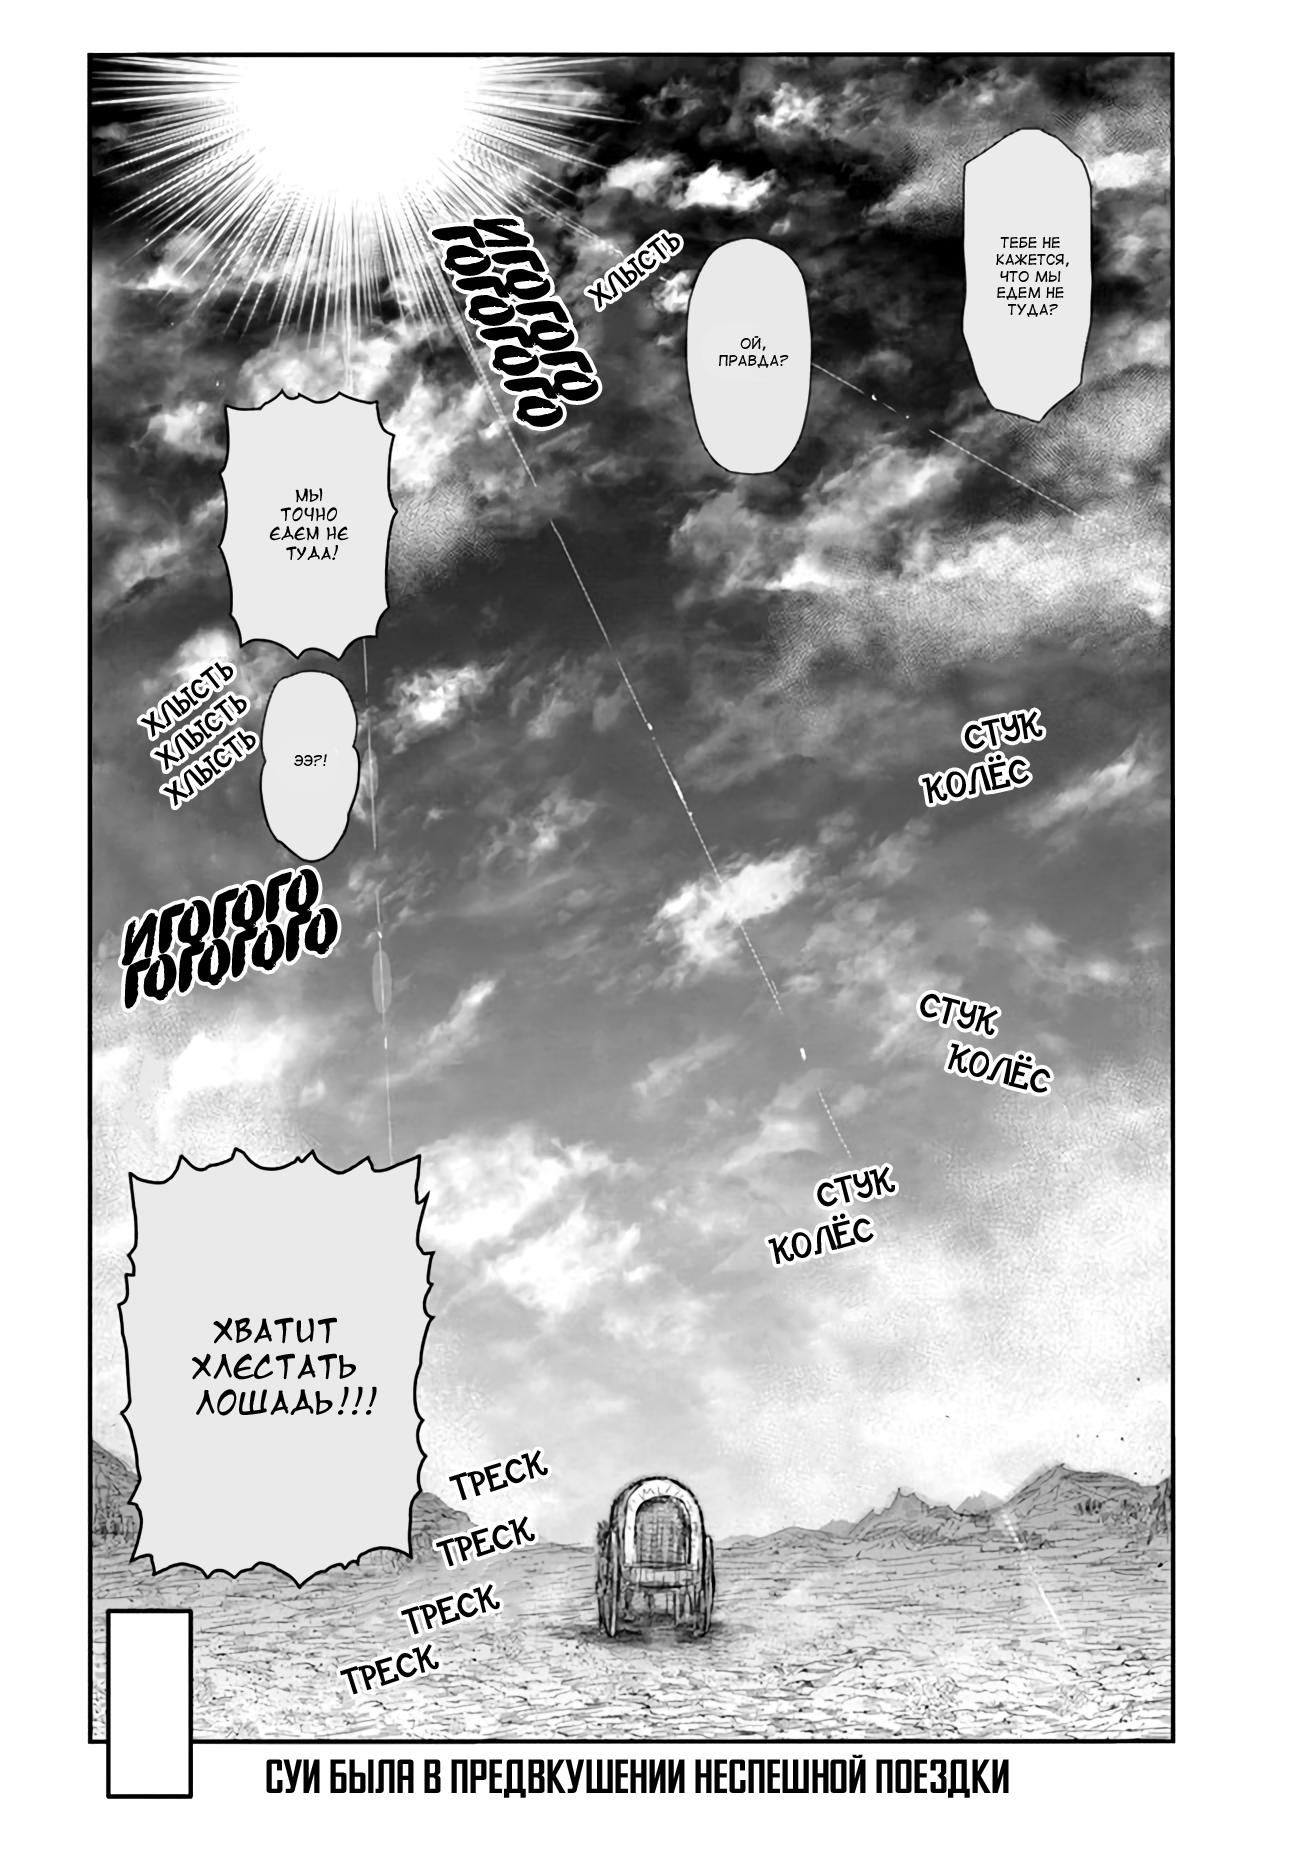 ТЕБЕ НЕ
КАЖЕТСЯ,
ЧТО МЫ
ЕДЕМ НЕ
ТУДА?
ОЙ,
ПРАВДА?
ХЛЫСТЬ
ИГОГОГО
ГОГОГОГО
МЫ
ТОЧНО
ЕДЕМ НЕ
ТУДА!
ХЛЫСТЬ
ХЛЫСТЬ
ХЛЫСТЬ
ЭЭ?!
ИГОГОГО
ГОГОГОГО
СТУК
КОЛЁС
СТУК
КОЛЁС
СТУК
КОЛЁС
ХВАТИТ
ХЛЕСТАТЬ
ЛОШАДЬ!!!
ТРЕСК
ТРЕСК
ТРЕСК
ТРЕСК
СУИ БЫЛА В ПРЕДВКУШЕНИИ НЕСПЕШНОЙ ПОЕЗДКИ